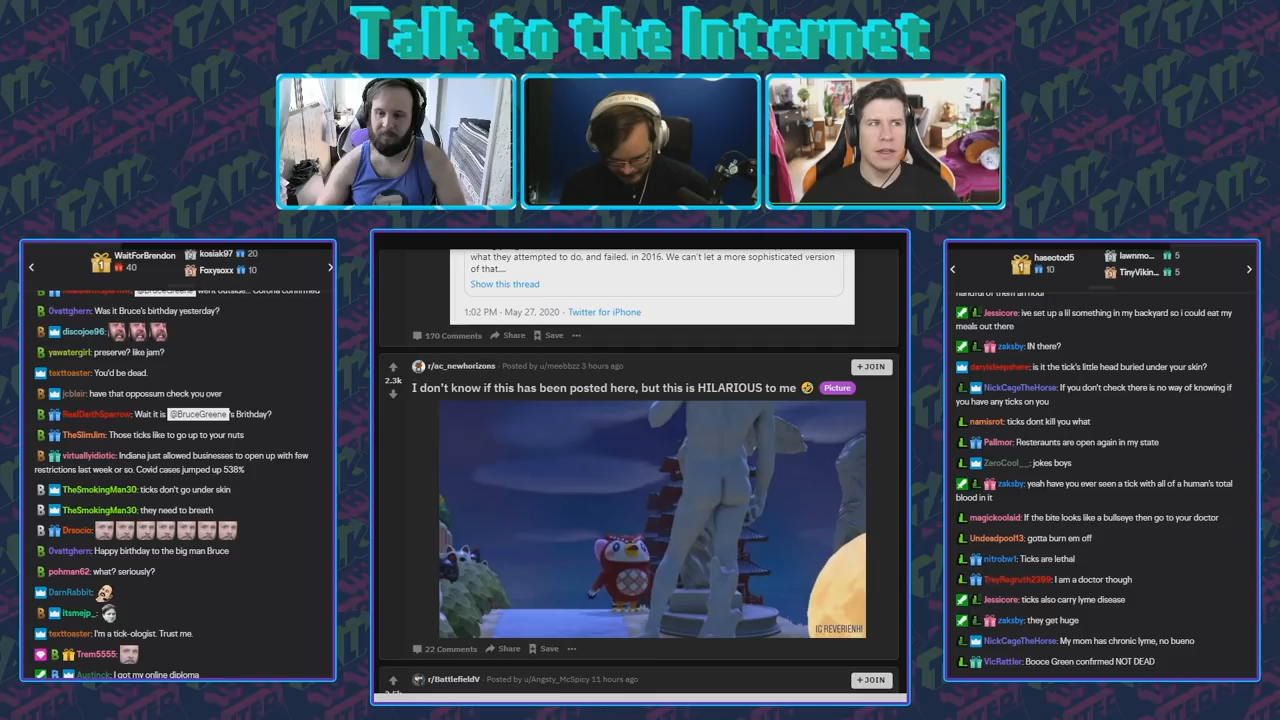 Talk to the Internet
WaitForBrendon
40
kosiak97 20
Foxysoxx 10
@BruceGreene went outside... Corona confirmed
0vattghern: Was it Bruce's birthday yesterday?
discojoe96:
yawatergirl: preserve? like jam?
texttoaster: You'd be dead.
jcblair: have that oppossum check you over
RealDarthSparrow: Wait it is @BruceGreene 's Brithday?
TheSlimJim: Those ticks like to go up to your nuts
virtuallyidiotic: Indiana just allowed businesses to open up with few
restrictions last week or so. Covid cases jumped up 538%
TheSmokingMan30: ticks don't go under skin
TheSmokingMan30: they need to breath
Drsocio:
0vattghern: Happy birthday to the big man Bruce
pohman62: what? seriously?
DarnRabbit:
itsmejp_:
texttoaster: I'm a tick-ologist. Trust me.
Trem5555:
Austinck: I got my online diploma
what they attempted to do, and failed, in 2016. We can't let a more sophisticated version
of that....
Show this thread
1:02 PM · May 27, 2020 · Twitter for iPhone
170 Comments Share Save
r/ac_newhorizons · Posted by u/meebbzz 3 hours ago
+ JOIN
2.3k
I don't know if this has been posted here, but this is HILARIOUS to me 🤣 Picture
IG REVERIENHI
22 Comments Share Save
r/BattlefieldV · Posted by u/Angsty_McSpicy 11 hours ago
+ JOIN
haseotod5
10
lawnmo... 5
TinyVikin... 5
handful of them an hour
Jessicore: ive set up a lil something in my backyard so i could eat my
meals out there
zaksby: IN there?
is it the tick's little head buried under your skin?
NickCageTheHorse: If you don't check there is no way of knowing if
you have any ticks on you
namisrot: ticks dont kill you what
Pallmor: Resteraunts are open again in my state
ZeroCool__: jokes boys
zaksby: yeah have you ever seen a tick with all of a human's total
blood in it
magickoolaid: If the bite looks like a bullseye then go to your doctor
Undeadpool13: gotta burn em off
nitrobw1: Ticks are lethal
TreyRagruth2399: I am a doctor though
Jessicore: ticks also carry lyme disease
zaksby: they get huge
NickCageTheHorse: My mom has chronic lyme, no bueno
VicRattler: Booce Green confirmed NOT DEAD